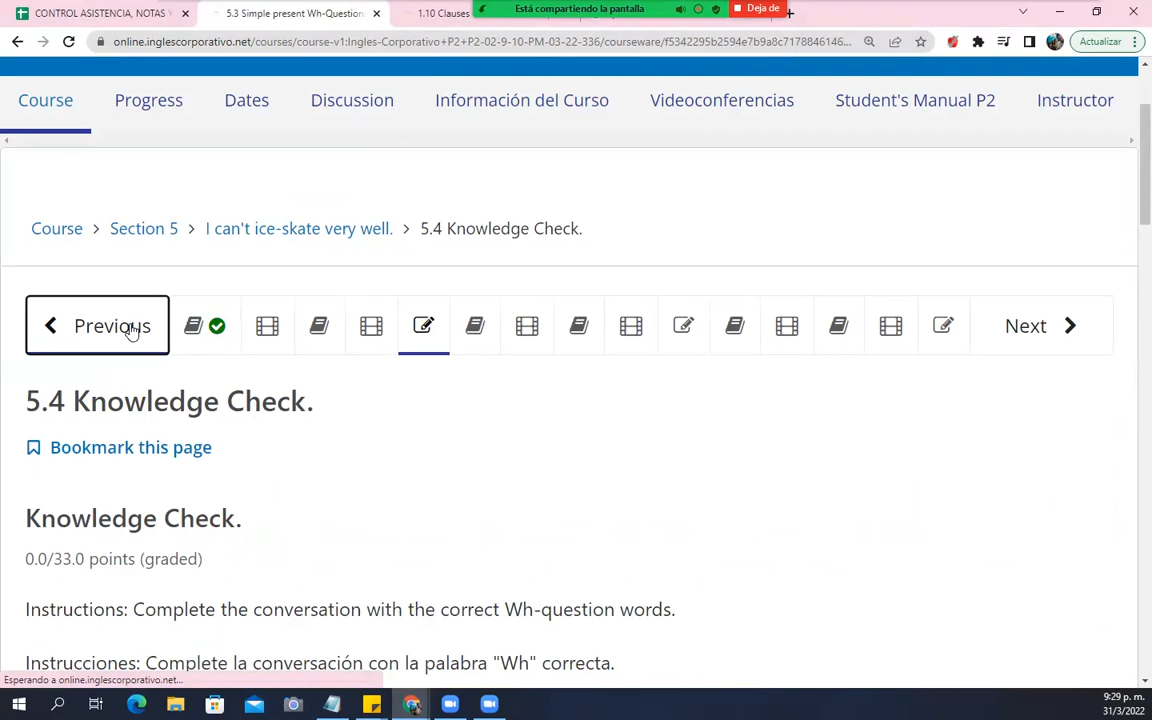 CONTROL ASISTENCIA, NOTAS
5.3 Simple present Wh-Question
1.10 Clauses
Está compartiendo la pantalla
Deja de
online.inglescorporativo.net/courses/course-v1:Ingles-Corporativo+P2+P2-02-9-10-PM-03-22-336/courseware/f5342295b2594e7b9a8c7178846146...
Actualizar
Course
Progress
Dates
Discussion
Información del Curso
Videoconferencias
Student's Manual P2
Instructor
Course > Section 5 > I can't ice-skate very well. > 5.4 Knowledge Check.
Previous
Next
5.4 Knowledge Check.
Bookmark this page
Knowledge Check.
0.0/33.0 points (graded)
Instructions: Complete the conversation with the correct Wh-question words.
Instrucciones: Complete la conversación con la palabra "Wh" correcta.
Esperando a online.inglescorporativo.net...
9:29 p. m.
31/3/2022